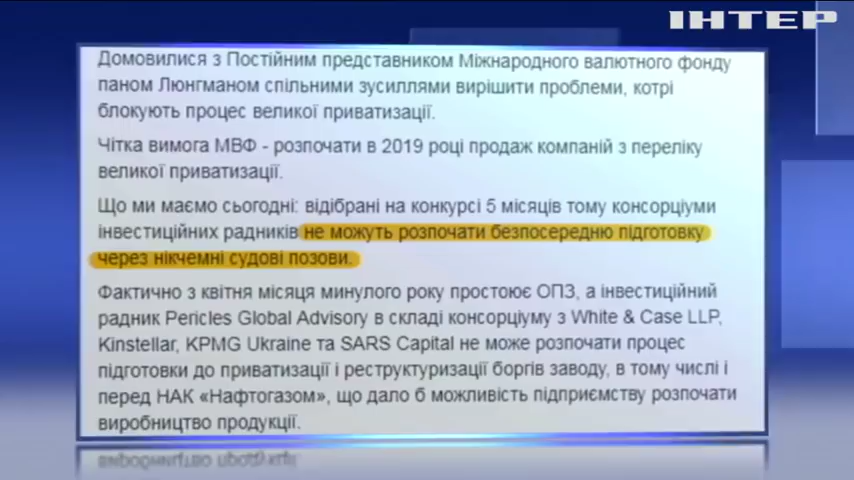 ІНТЕР
Домовилися з Постійним представником Міжнародного валютного фонду
паном Люнгманом спільними зусиллями вирішити проблеми, котрі
блокують процес великої приватизації.
Чітка вимога МВФ - розпочати в 2019 році продаж компаній з переліку
великої приватизації.
Що ми маємо сьогодні: відібрані на конкурсі 5 місяців тому консорціуми
інвестиційних радників не можуть розпочати безпосередню підготовку
через нікчемні судові позови.
Фактично з квітня місяця минулого року простоює ОПЗ, а інвестиційний
радник Pericles Global Advisory в складі консорціуму з White & Case LLP,
Kinstellar, KPMG Ukraine та SARS Capital не може розпочати процес
підготовки до приватизації і реструктуризації боргів заводу, в тому числі і
перед НАК «Нафтогазом», що дало б можливість підприємству розпочати
виробництво продукції.